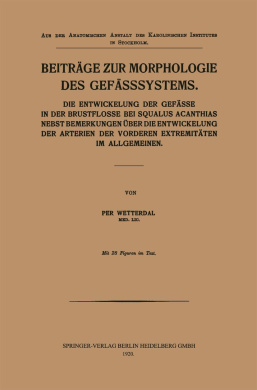 AUS DER ANATOMISCHEN ANSTALT DES KAROLINISCHEN INSTITUTES
IN STOCKHOLM.
BEITRÄGE ZUR MORPHOLOGIE
DES GEFÄSSSYSTEMS.
DIE ENTWICKELUNG DER GEFÄSSE
IN DER BRUSTFLOSSE BEI SQUALUS ACANTHIAS
NEBST BEMERKUNGEN ÜBER DIE ENTWICKELUNG
DER ARTERIEN DER VORDEREN EXTREMITÄTEN
IM ALLGEMEINEN.
VON
PER WETTERDAL
MED. LIC.
Mit 28 Figuren im Text.
SPRINGER-VERLAG BERLIN HEIDELBERG GMBH
1920.